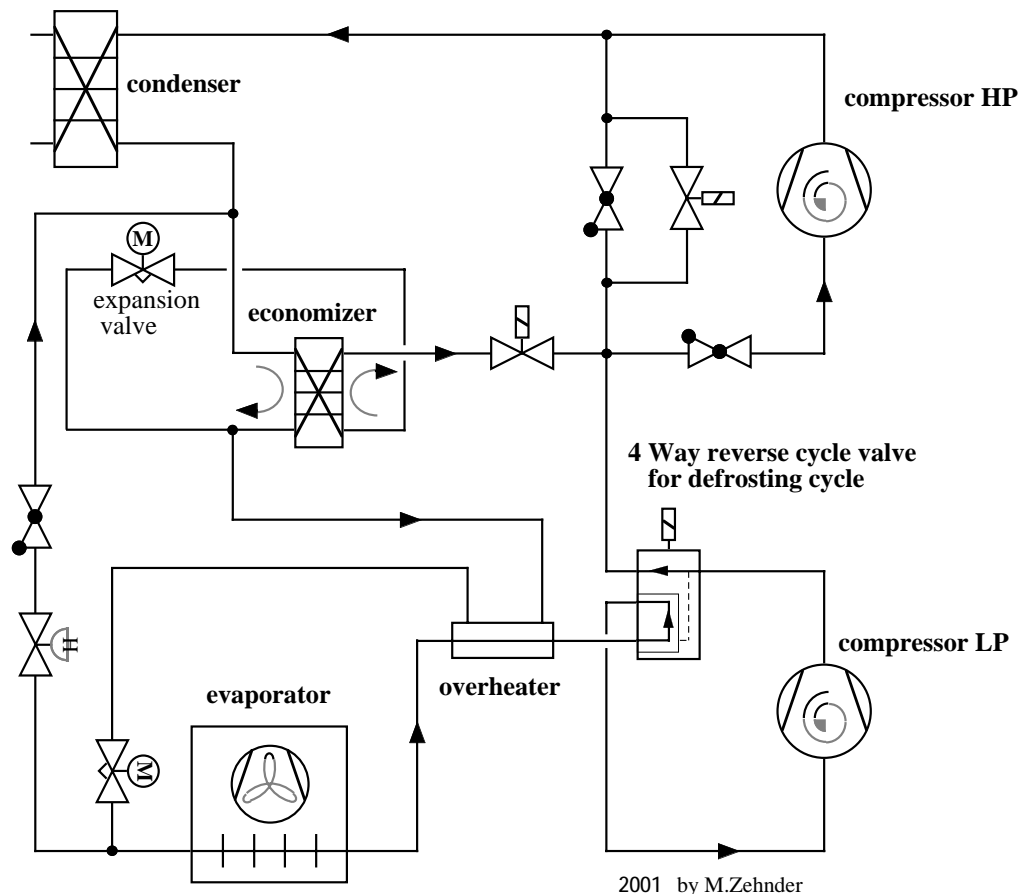 condenser
compressor HP
M
expansion
valve
economizer
4 Way reverse cycle valve
for defrosting cycle
H
compressor LP
overheater
evaporator
M
2001 by M.Zehnder